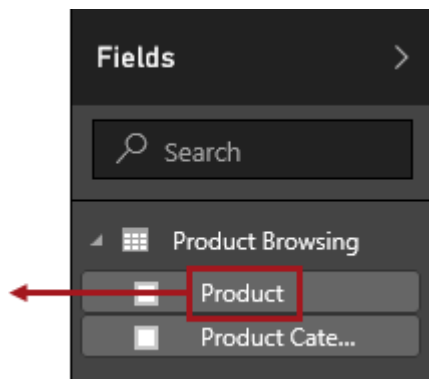 Fields
Search
Product Browsing
Product
Product Cate...